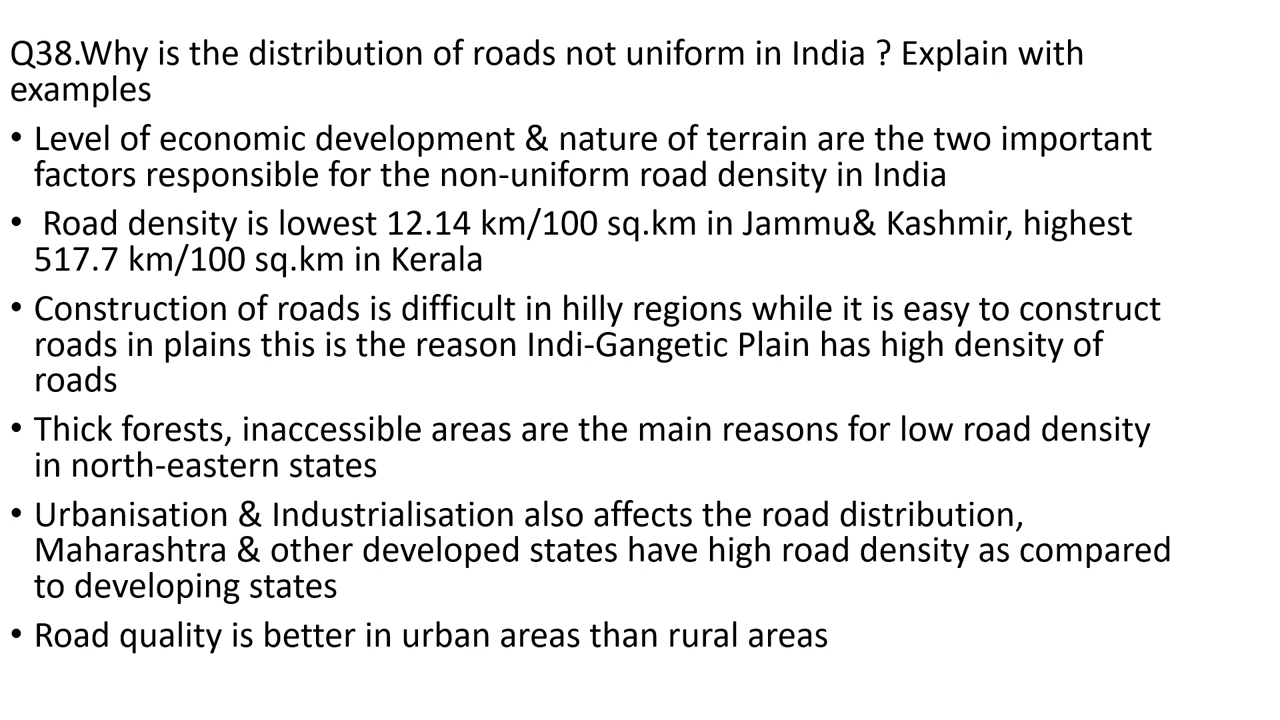 Q38.Why is the distribution of roads not uniform in India ? Explain with
examples
• Level of economic development & nature of terrain are the two important
factors responsible for the non-uniform road density in India
• Road density is lowest 12.14 km/100 sq.km in Jammu& Kashmir, highest
517.7 km/100 sq.km in Kerala
• Construction of roads is difficult in hilly regions while it is easy to construct
roads in plains this is the reason Indi-Gangetic Plain has high density of
roads
• Thick forests, inaccessible areas are the main reasons for low road density
in north-eastern states
• Urbanisation & Industrialisation also affects the road distribution,
Maharashtra & other developed states have high road density as compared
to developing states
• Road quality is better in urban areas than rural areas